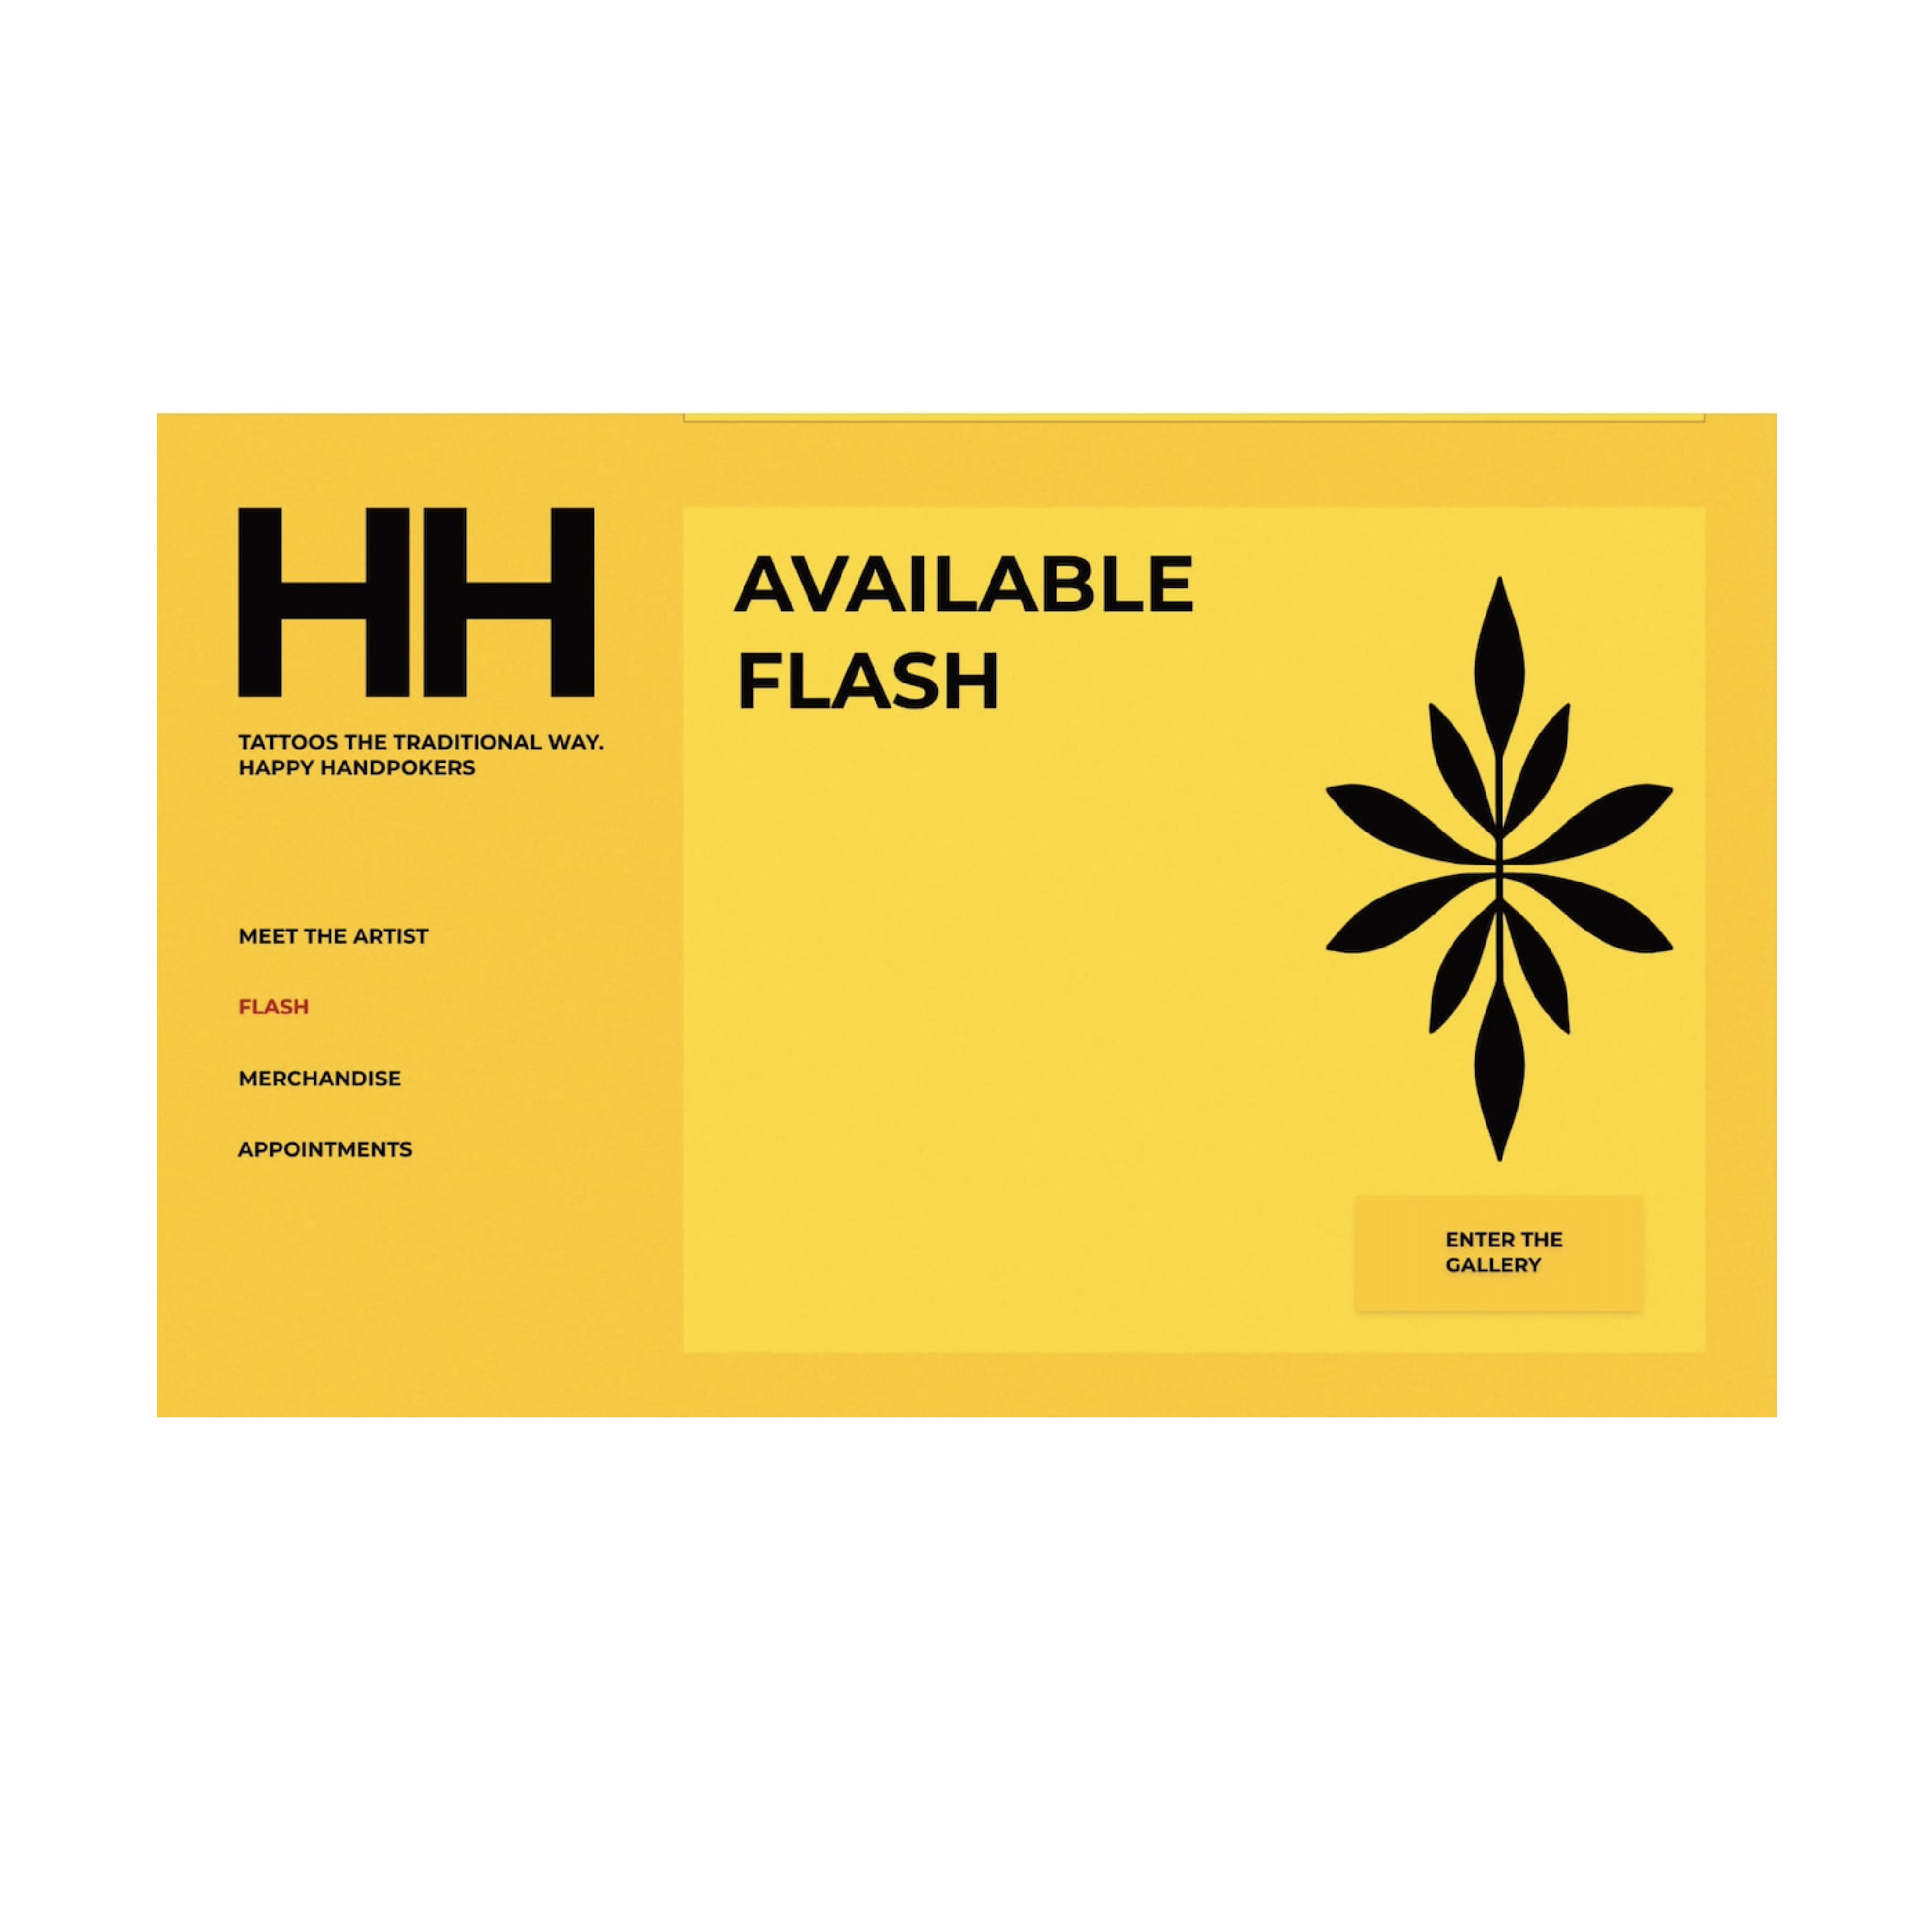 HH
TATTOOS THE TRADITIONAL WAY.
HAPPY HANDPOKERS
MEET THE ARTIST
FLASH
MERCHANDISE
APPOINTMENTS
AVAILABLE
FLASH
ENTER THE
GALLERY